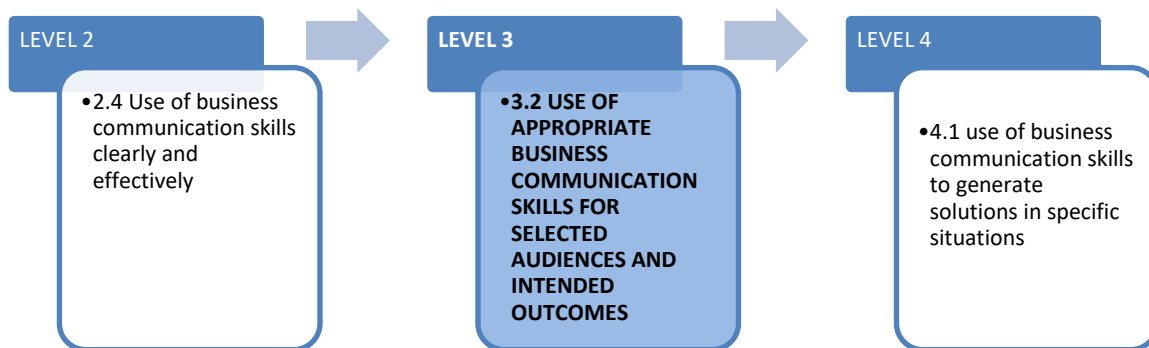 LEVEL 2
•2.4 Use of business
communication skills
clearly and
effectively
LEVEL 3
•3.2 USE OF
APPROPRIATE
BUSINESS
COMMUNICATION
SKILLS FOR
SELECTED
AUDIENCES AND
INTENDED
OUTCOMES
LEVEL 4
•4.1 use of business
communication skills
to generate
solutions in specific
situations